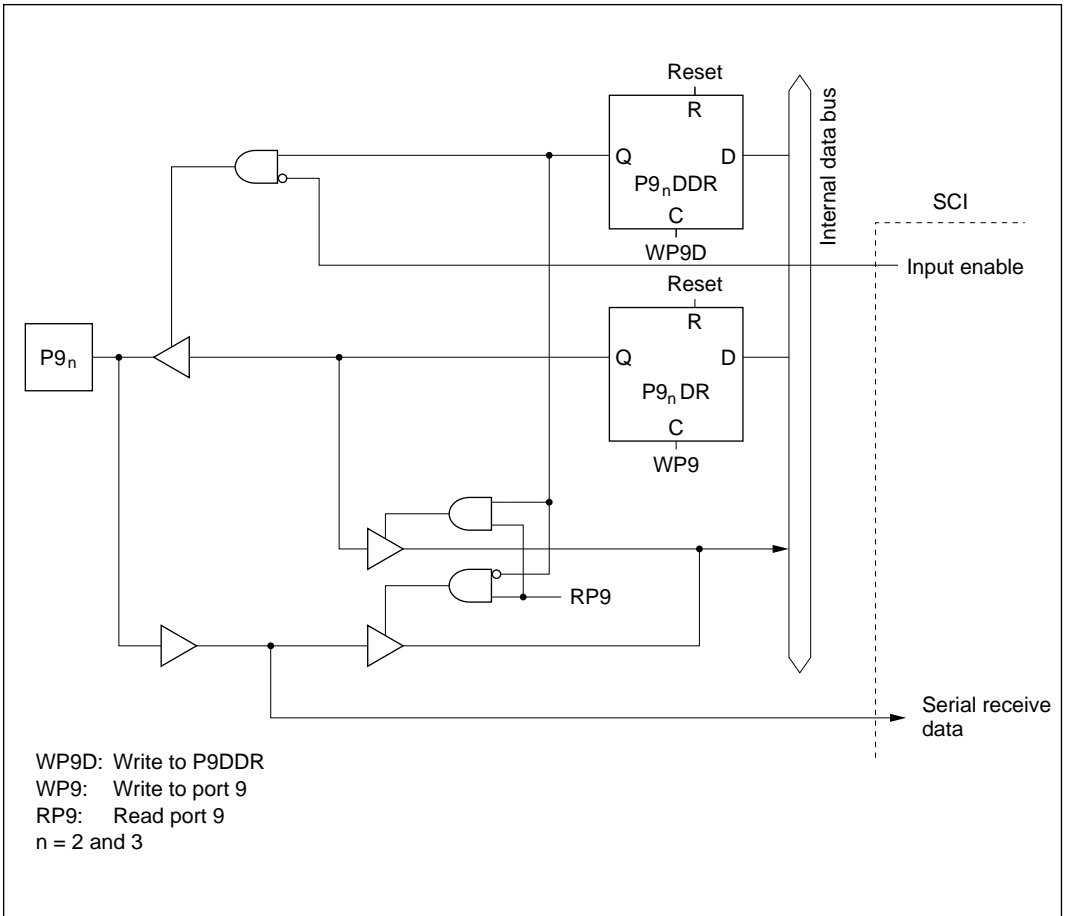 Reset
R
Q
D
P9nDDR
C
WP9D
Internal data bus
SCI
Input enable
Reset
R
P9n
Q
D
P9nDR
C
WP9
RP9
Serial receive
data
WP9D: Write to P9DDR
WP9: Write to port 9
RP9: Read port 9
n = 2 and 3